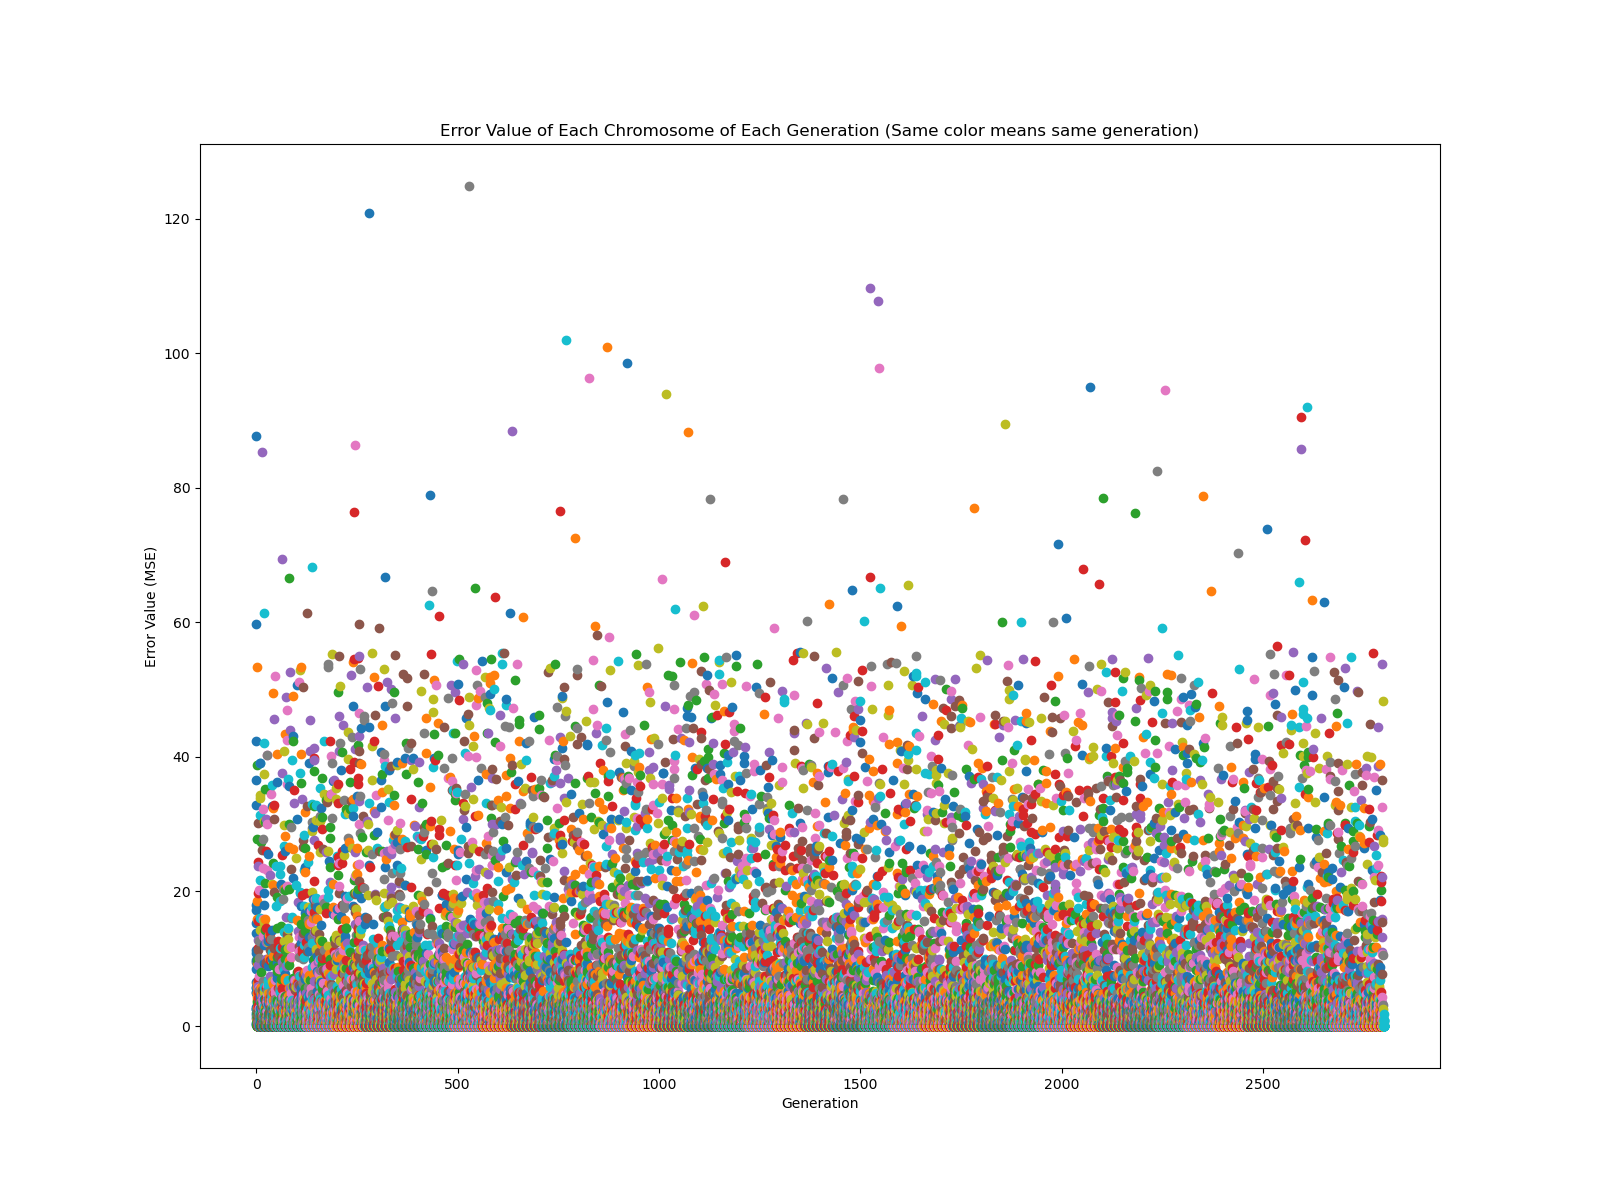 Error Value of Each Chromosome of Each Generation (Same color means same generation)
120
100
80
60
40
20
0
Error Value (MSE)
0 500 1000 1500 2000 2500
Generation